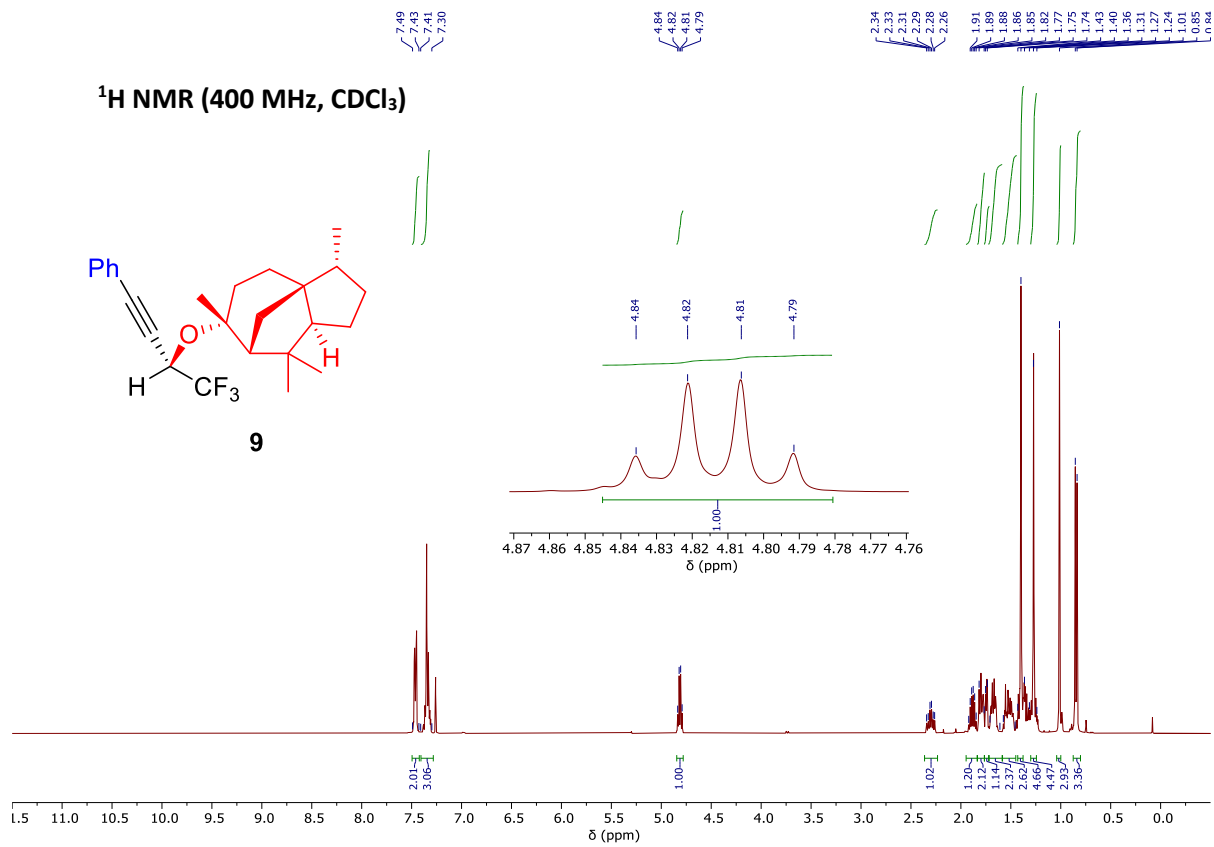 7.49 7.43 7.41 7.30 4.84 4.82 4.81 4.79 2.34 2.33 2.31 2.29 2.28 2.26 1.91 1.89 1.88 1.86 1.85 1.82 1.77 1.75 1.74 1.43 1.40 1.36 1.31 1.27 1.24 1.01 0.85 0.84
¹H NMR (400 MHz, CDCl₃)
Ph
O
H
H
CF₃
9
4.84 4.82 4.81 4.79
1.00
4.87 4.86 4.85 4.84 4.83 4.82 4.81 4.80 4.79 4.78 4.77 4.76
δ (ppm)
2.01 3.06 1.00 1.02 1.20 2.12 1.14 2.37 2.62 4.66 4.47 2.93 3.36
1.5 11.0 10.5 10.0 9.5 9.0 8.5 8.0 7.5 7.0 6.5 6.0 5.5 5.0 4.5 4.0 3.5 3.0 2.5 2.0 1.5 1.0 0.5 0.0
δ (ppm)